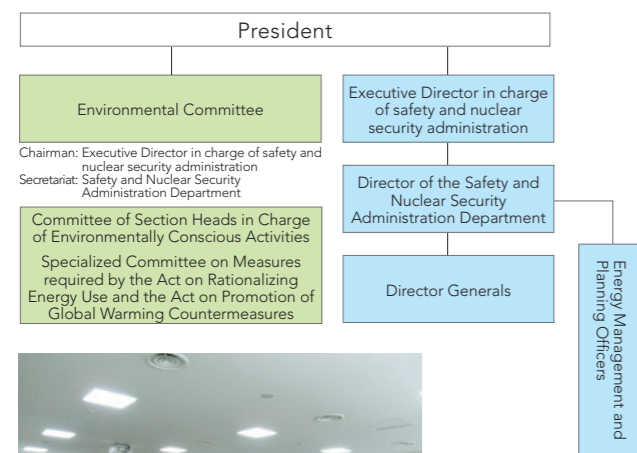 President
Environmental Committee
Chairman: Executive Director in charge of safety and
nuclear security administration
Secretariat: Safety and Nuclear Security
Administration Department
Committee of Section Heads in Charge
of Environmentally Conscious Activities
Specialized Committee on Measures
required by the Act on Rationalizing
Energy Use and the Act on Promotion of
Global Warming Countermeasures
Executive Director in charge
of safety and nuclear
security administration
Director of the Safety and
Nuclear Security
Administration Department
Director Generals
Energy Management and
Planning Officers